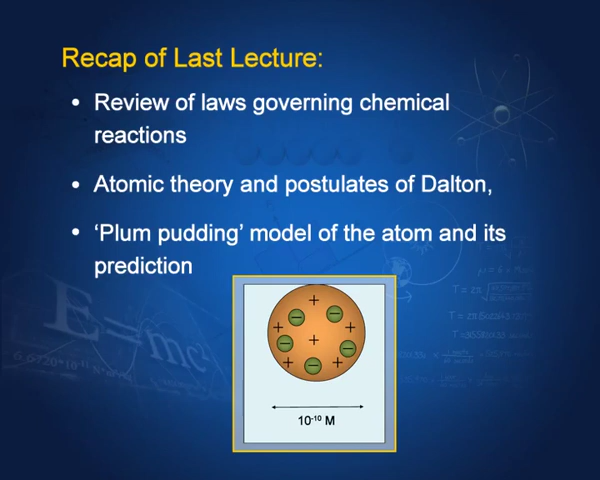 Recap of Last Lecture:
• Review of laws governing chemical
reactions
• Atomic theory and postulates of Dalton,
• ‘Plum pudding’ model of the atom and its
prediction
10⁻¹⁰ M
E=mc²